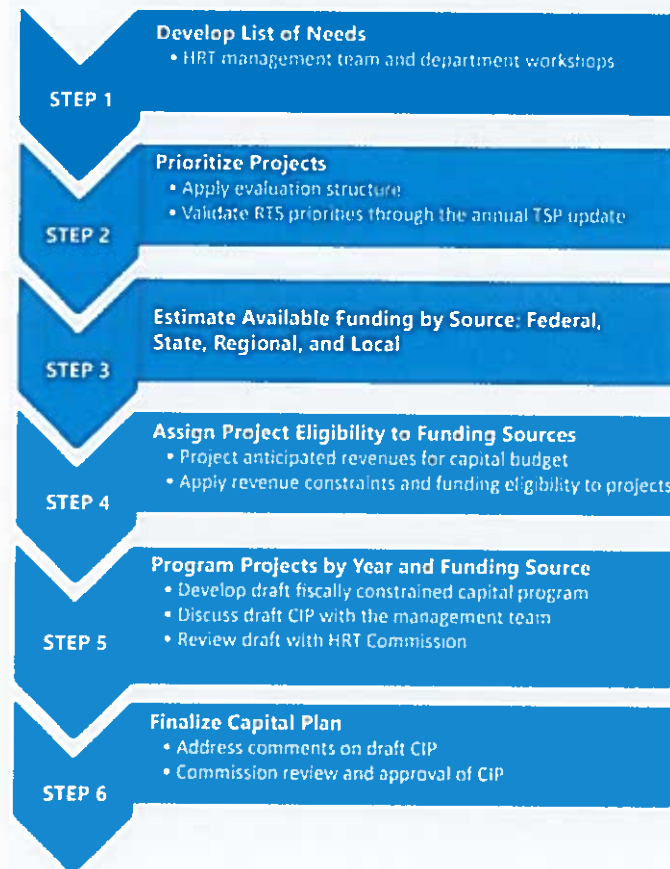 Develop List of Needs
• HRT management team and department workshops
STEP 1
Prioritize Projects
• Apply evaluation structure
• Validate RTS priorities through the annual TSP update
STEP 2
Estimate Available Funding by Source: Federal,
State, Regional, and Local
STEP 3
Assign Project Eligibility to Funding Sources
• Project anticipated revenues for capital budget
• Apply revenue constraints and funding eligibility to projects
STEP 4
Program Projects by Year and Funding Source
• Develop draft fiscally constrained capital program
• Discuss draft CIP with the management team
• Review draft with HRT Commission
STEP 5
Finalize Capital Plan
• Address comments on draft CIP
• Commission review and approval of CIP
STEP 6